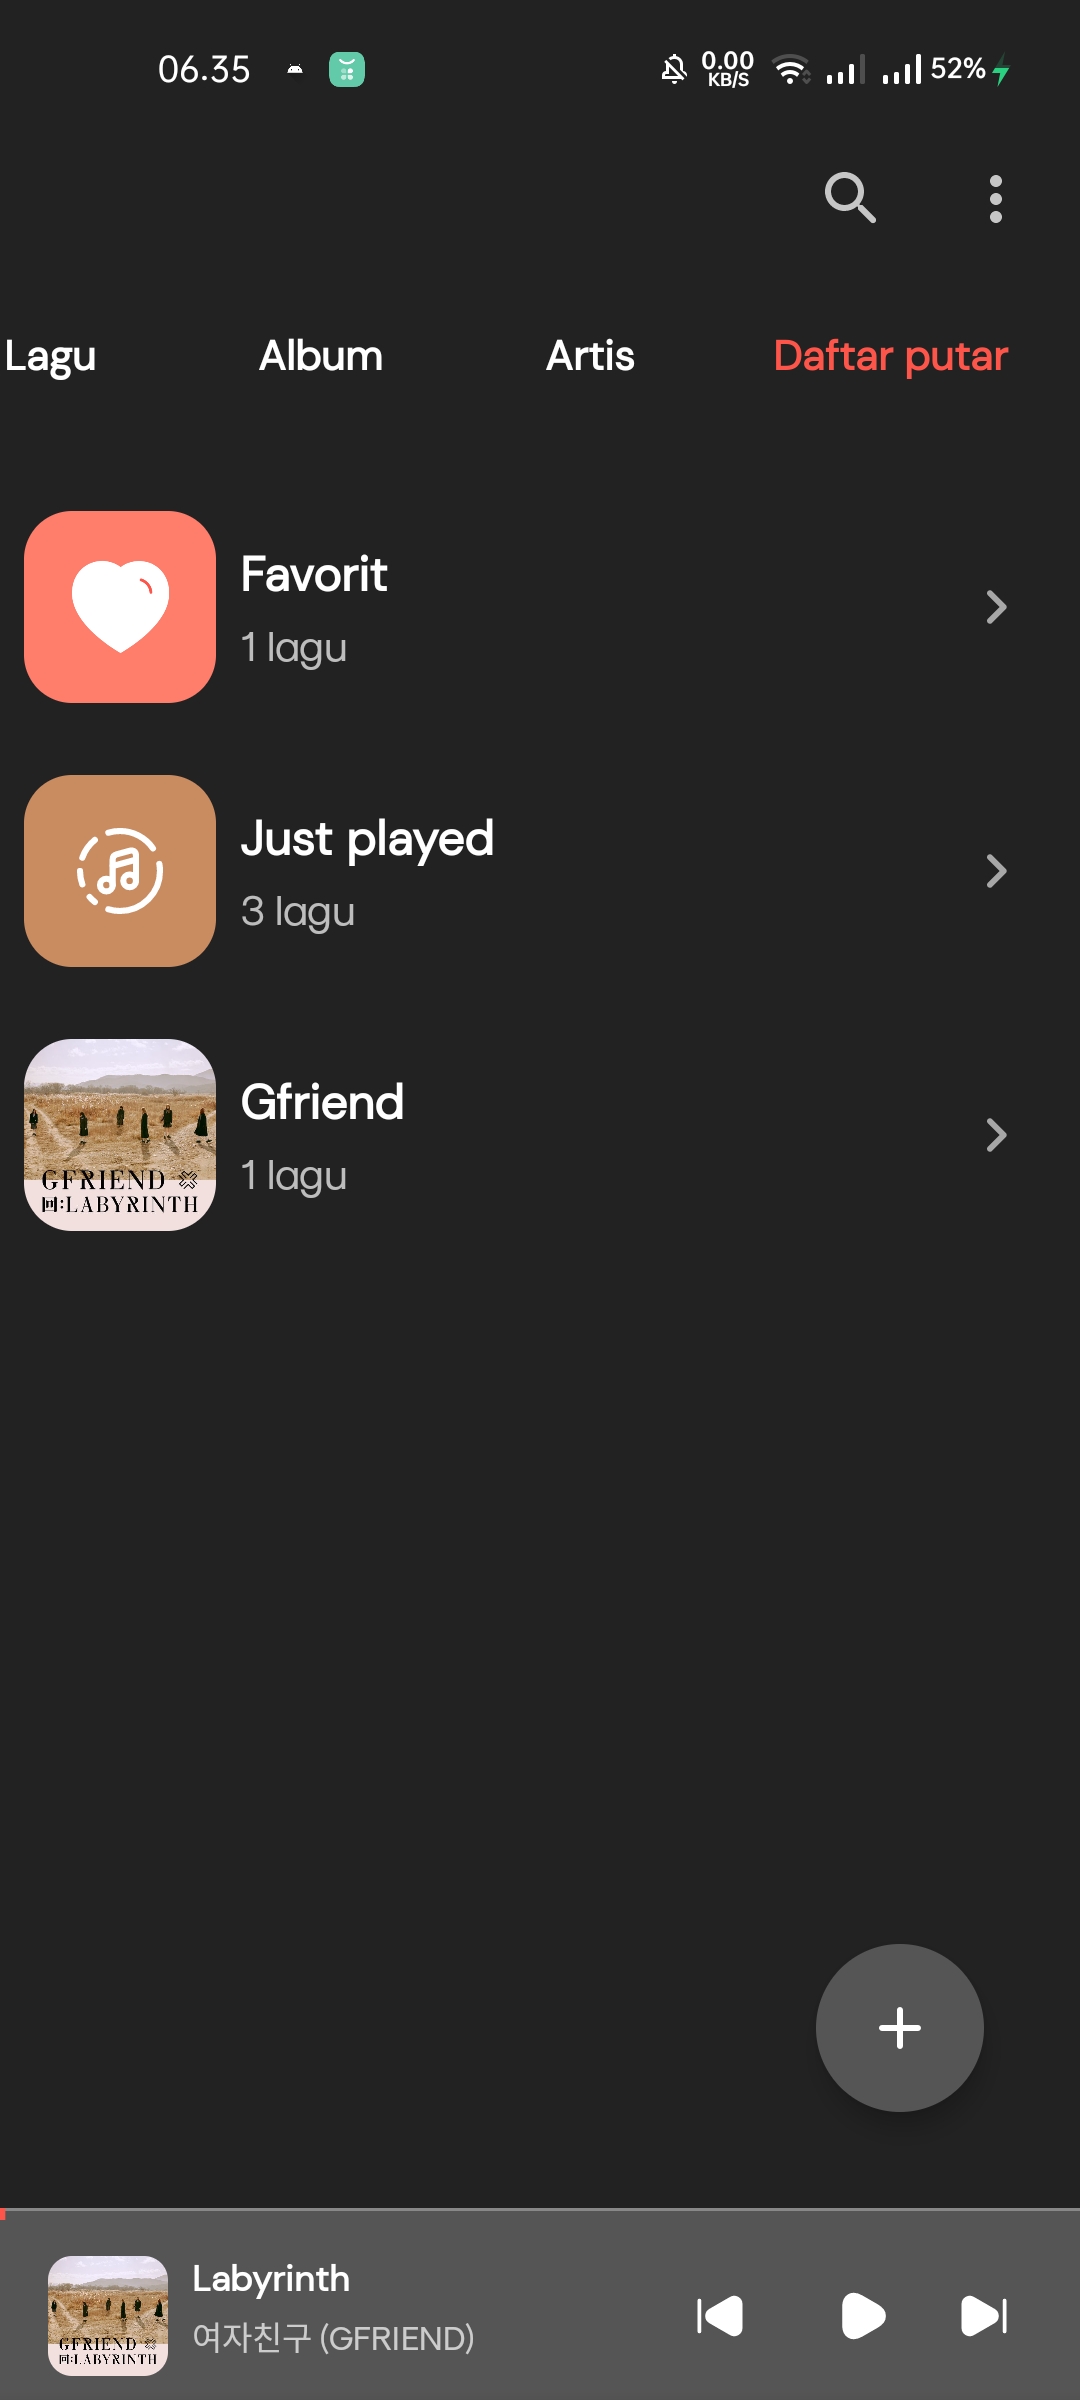 06.35
0.00
KB/S
52%
Lagu
Album
Artis
Daftar putar
Favorit
1 lagu
Just played
3 lagu
GFRIEND
回:LABYRINTH
Gfriend
1 lagu
GFRIEND
回:LABYRINTH
Labyrinth
여자친구 (GFRIEND)